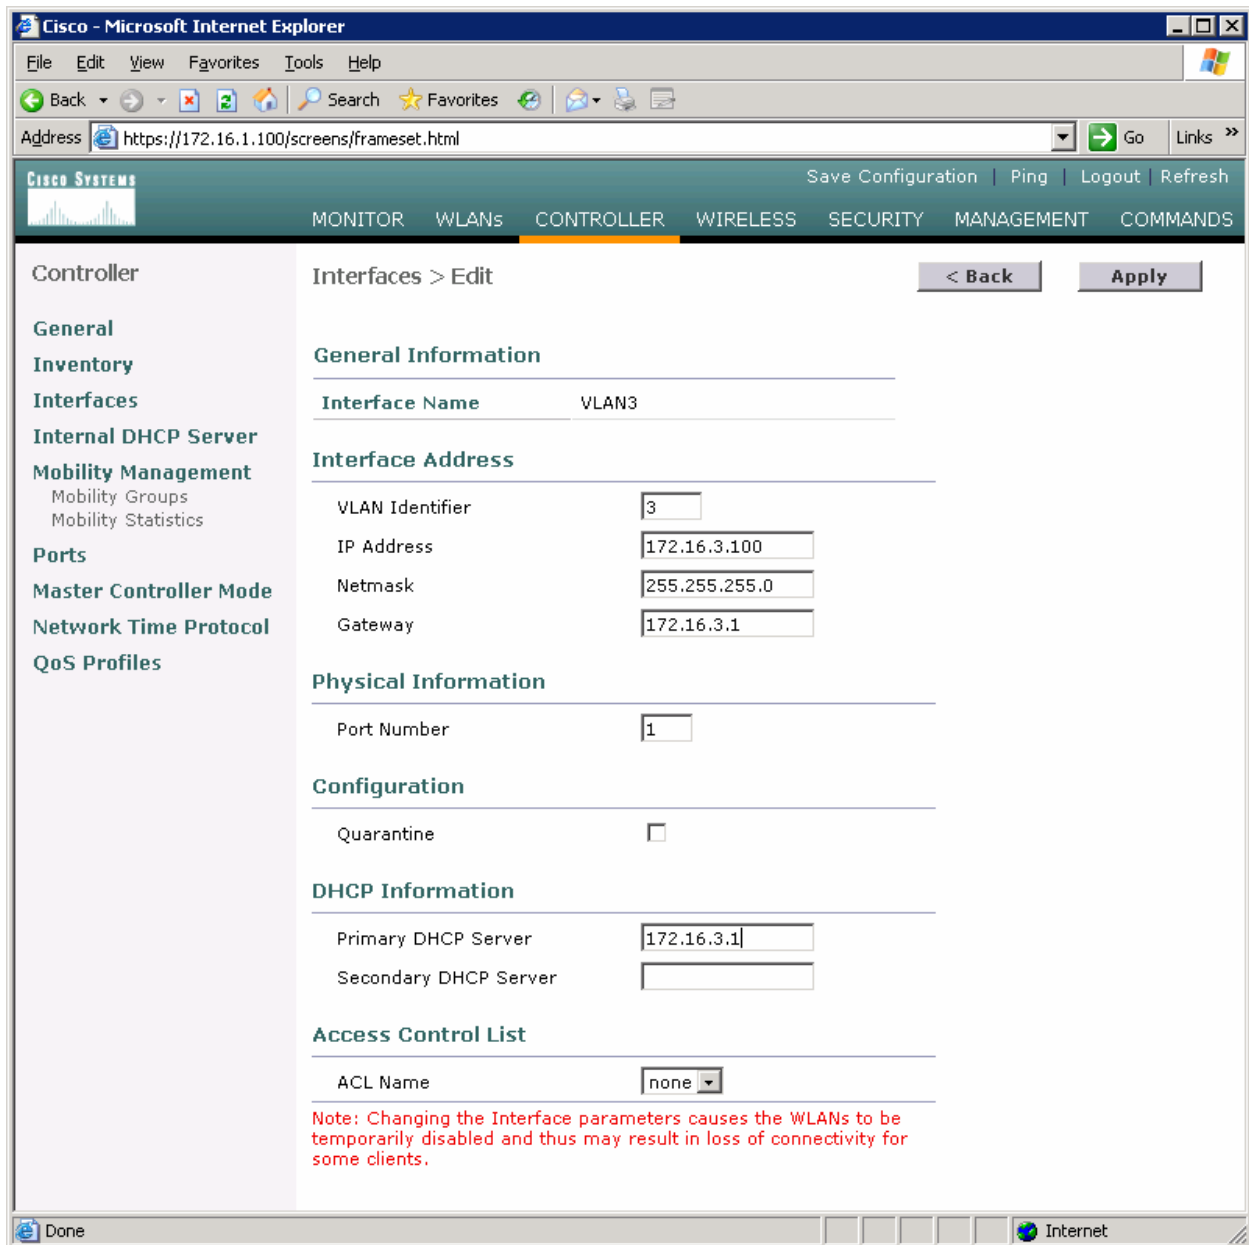 Cisco - Microsoft Internet Explorer
File Edit View Favorites Tools Help
Back Search Favorites
Address https://172.16.1.100/screens/frameset.html Go Links »
CISCO SYSTEMS
Save Configuration | Ping | Logout | Refresh
MONITOR WLANs CONTROLLER WIRELESS SECURITY MANAGEMENT COMMANDS
Controller
General
Inventory
Interfaces
Internal DHCP Server
Mobility Management
Mobility Groups
Mobility Statistics
Ports
Master Controller Mode
Network Time Protocol
QoS Profiles
Interfaces > Edit
< Back Apply
General Information
Interface Name VLAN3
Interface Address
VLAN Identifier 3
IP Address 172.16.3.100
Netmask 255.255.255.0
Gateway 172.16.3.1
Physical Information
Port Number 1
Configuration
Quarantine
DHCP Information
Primary DHCP Server 172.16.3.1
Secondary DHCP Server
Access Control List
ACL Name none
Note: Changing the Interface parameters causes the WLANs to be
temporarily disabled and thus may result in loss of connectivity for
some clients.
Done Internet